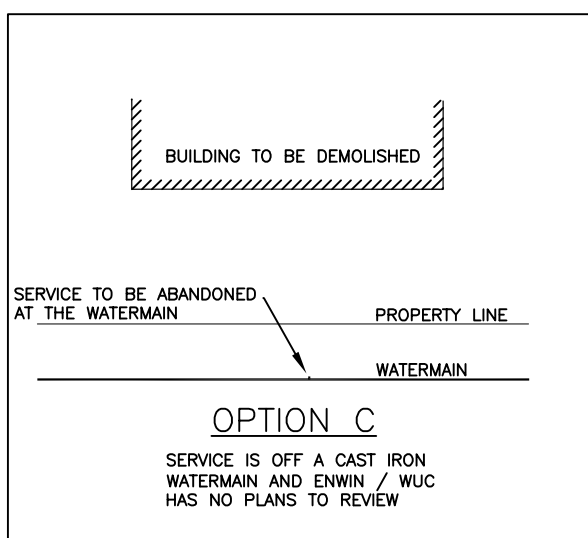 BUILDING TO BE DEMOLISHED
SERVICE TO BE ABANDONED
AT THE WATERMAIN
PROPERTY LINE
WATERMAIN
OPTION C
SERVICE IS OFF A CAST IRON
WATERMAIN AND ENWIN / WUC
HAS NO PLANS TO REVIEW